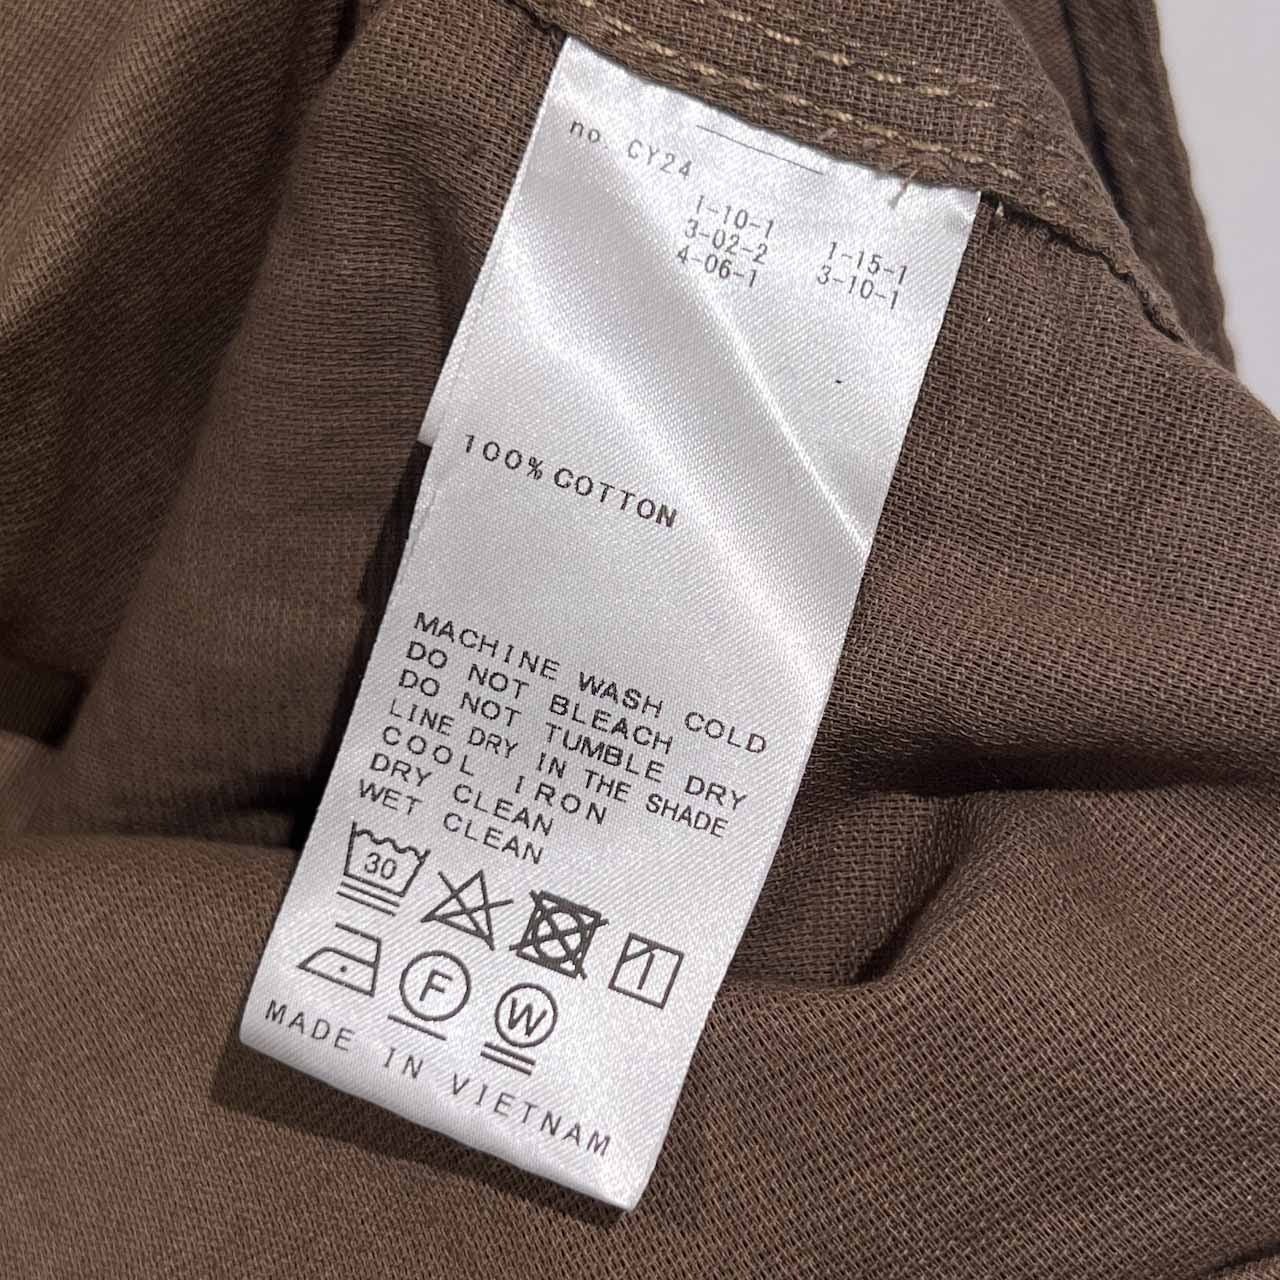 no. CY24
1-10-1
3-02-2 1-15-1
4-06-1 3-10-1
100% COTTON
MACHINE WASH COLD
DO NOT BLEACH
DO NOT TUMBLE DRY
LINE DRY IN THE SHADE
COOL IRON
DRY CLEAN
WET CLEAN
30
F W
MADE IN VIETNAM